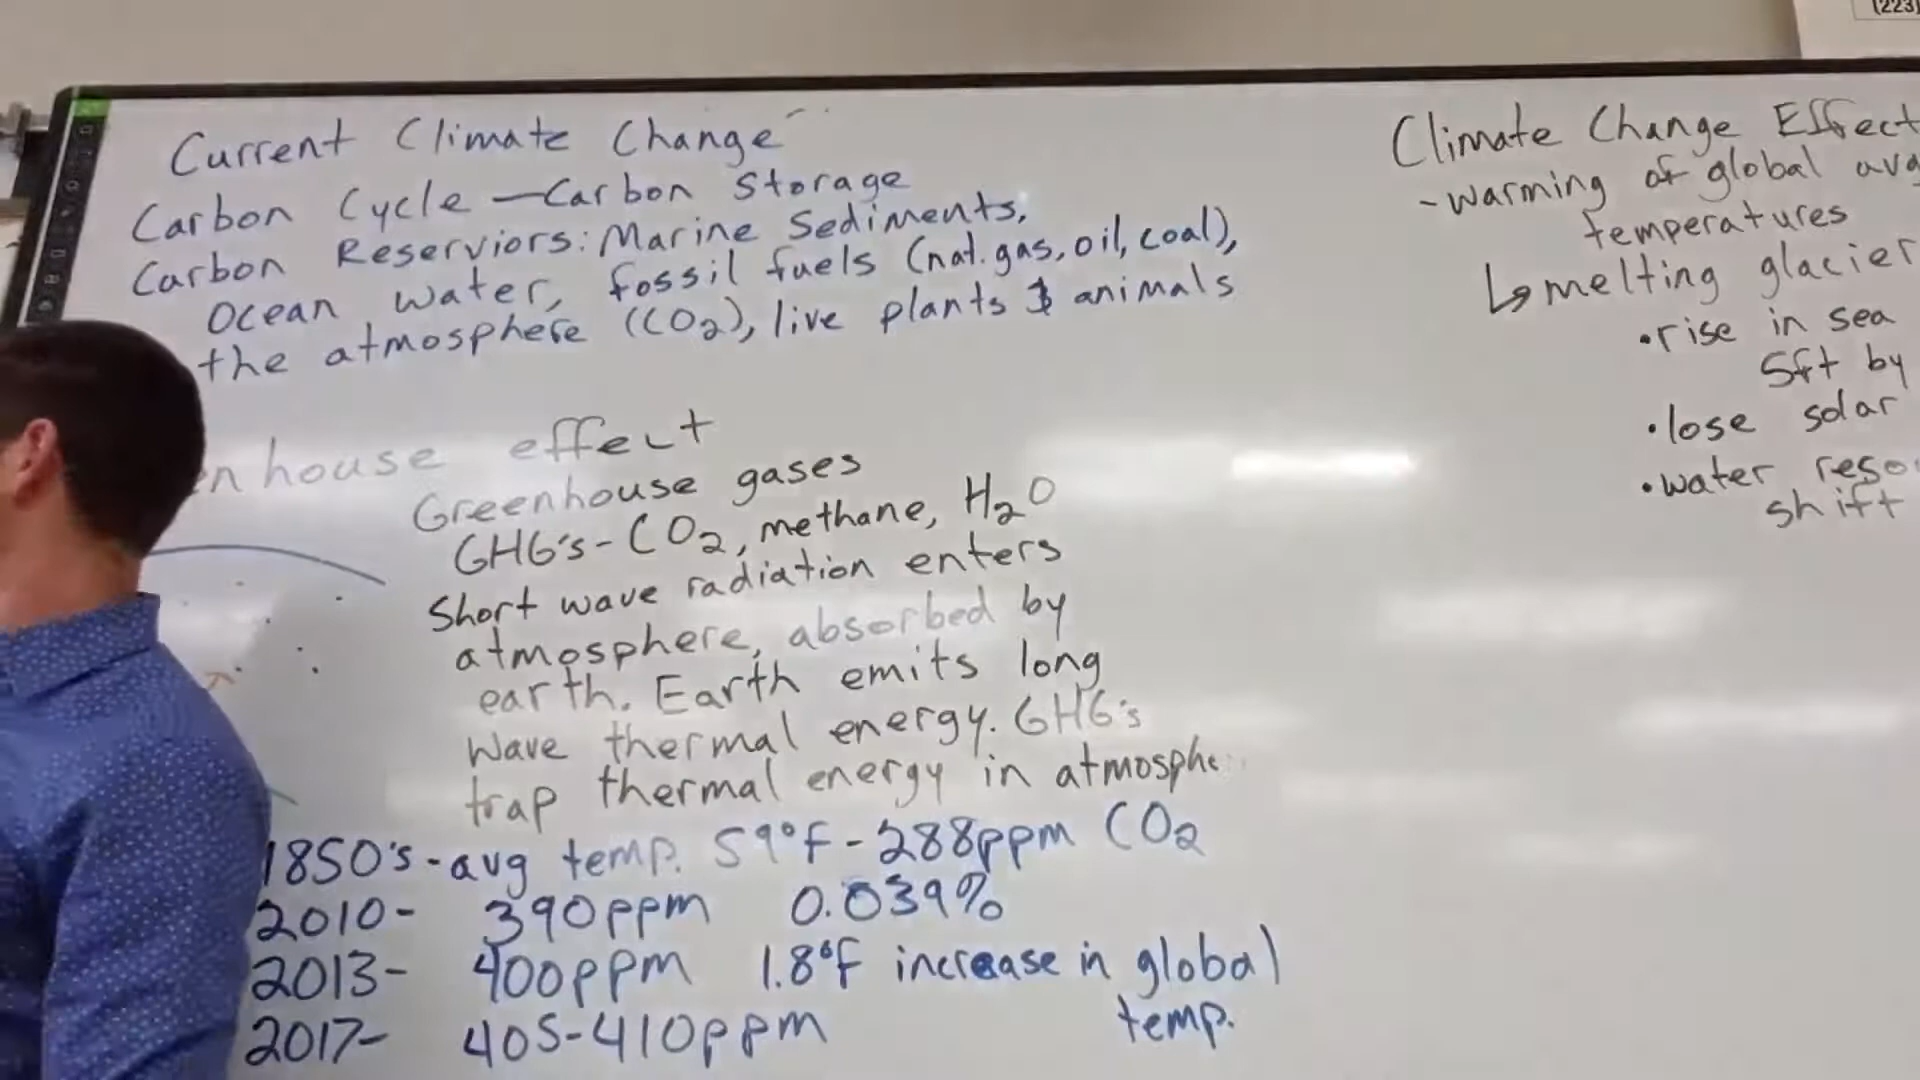 (223)
Current Climate Change
Carbon Cycle - Carbon Storage
Carbon Reserviors: Marine Sediments,
Ocean water, fossil fuels (nat. gas, oil, coal),
the atmosphere (CO2), live plants & animals
enhouse effect
Greenhouse gases
GHG's - CO2, methane, H2O
Short wave radiation enters
atmosphere, absorbed by
earth. Earth emits long
wave thermal energy. GHG's
trap thermal energy in atmosphe
1850's - avg temp. 59°F - 288ppm CO2
2010 - 390ppm 0.039%
2013 - 400ppm 1.8°F increase in global
temp.
2017 - 405-410ppm
Climate Change Effect
- warming of global avg
temperatures
↳ melting glacier
• rise in sea
5ft by
• lose solar
• water reso
shift